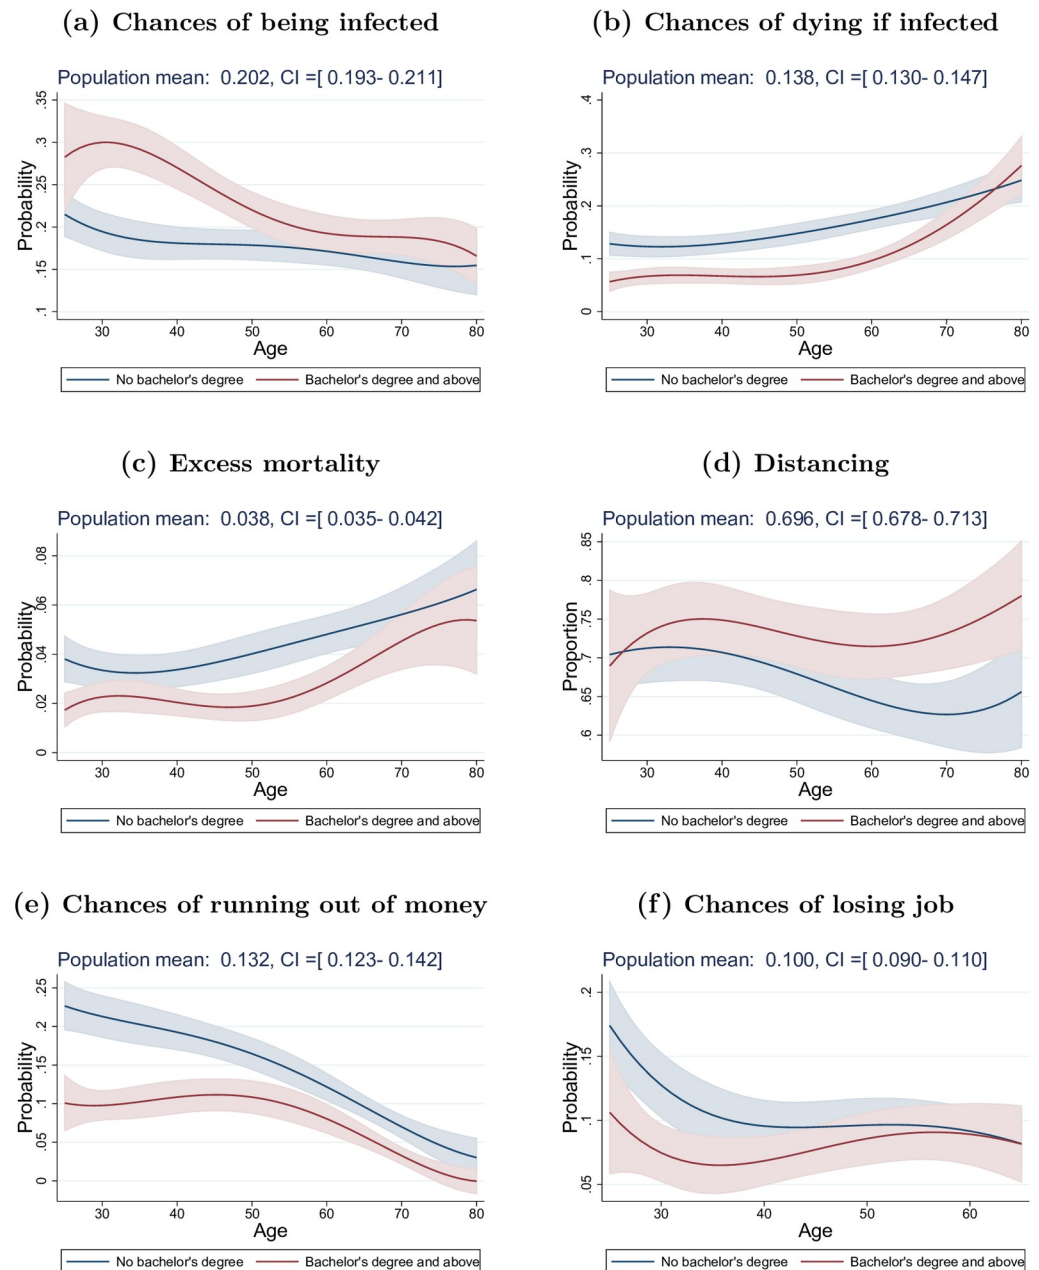 (a) Chances of being infected
Population mean: 0.202, CI =[ 0.193- 0.211]
Probability
.35
.3
.25
.2
.15
.1
30 40 50 60 70 80
Age
No bachelor's degree Bachelor's degree and above
(b) Chances of dying if infected
Population mean: 0.138, CI =[ 0.130- 0.147]
Probability
.4
.3
.2
.1
0
30 40 50 60 70 80
Age
No bachelor's degree Bachelor's degree and above
(c) Excess mortality
Population mean: 0.038, CI =[ 0.035- 0.042]
Probability
.08
.06
.04
.02
0
30 40 50 60 70 80
Age
No bachelor's degree Bachelor's degree and above
(d) Distancing
Population mean: 0.696, CI =[ 0.678- 0.713]
Proportion
.85
.8
.75
.7
.65
.6
30 40 50 60 70 80
Age
No bachelor's degree Bachelor's degree and above
(e) Chances of running out of money
Population mean: 0.132, CI =[ 0.123- 0.142]
Probability
.25
.2
.15
.1
.05
0
30 40 50 60 70 80
Age
No bachelor's degree Bachelor's degree and above
(f) Chances of losing job
Population mean: 0.100, CI =[ 0.090- 0.110]
Probability
.2
.15
.1
.05
30 40 50 60
Age
No bachelor's degree Bachelor's degree and above